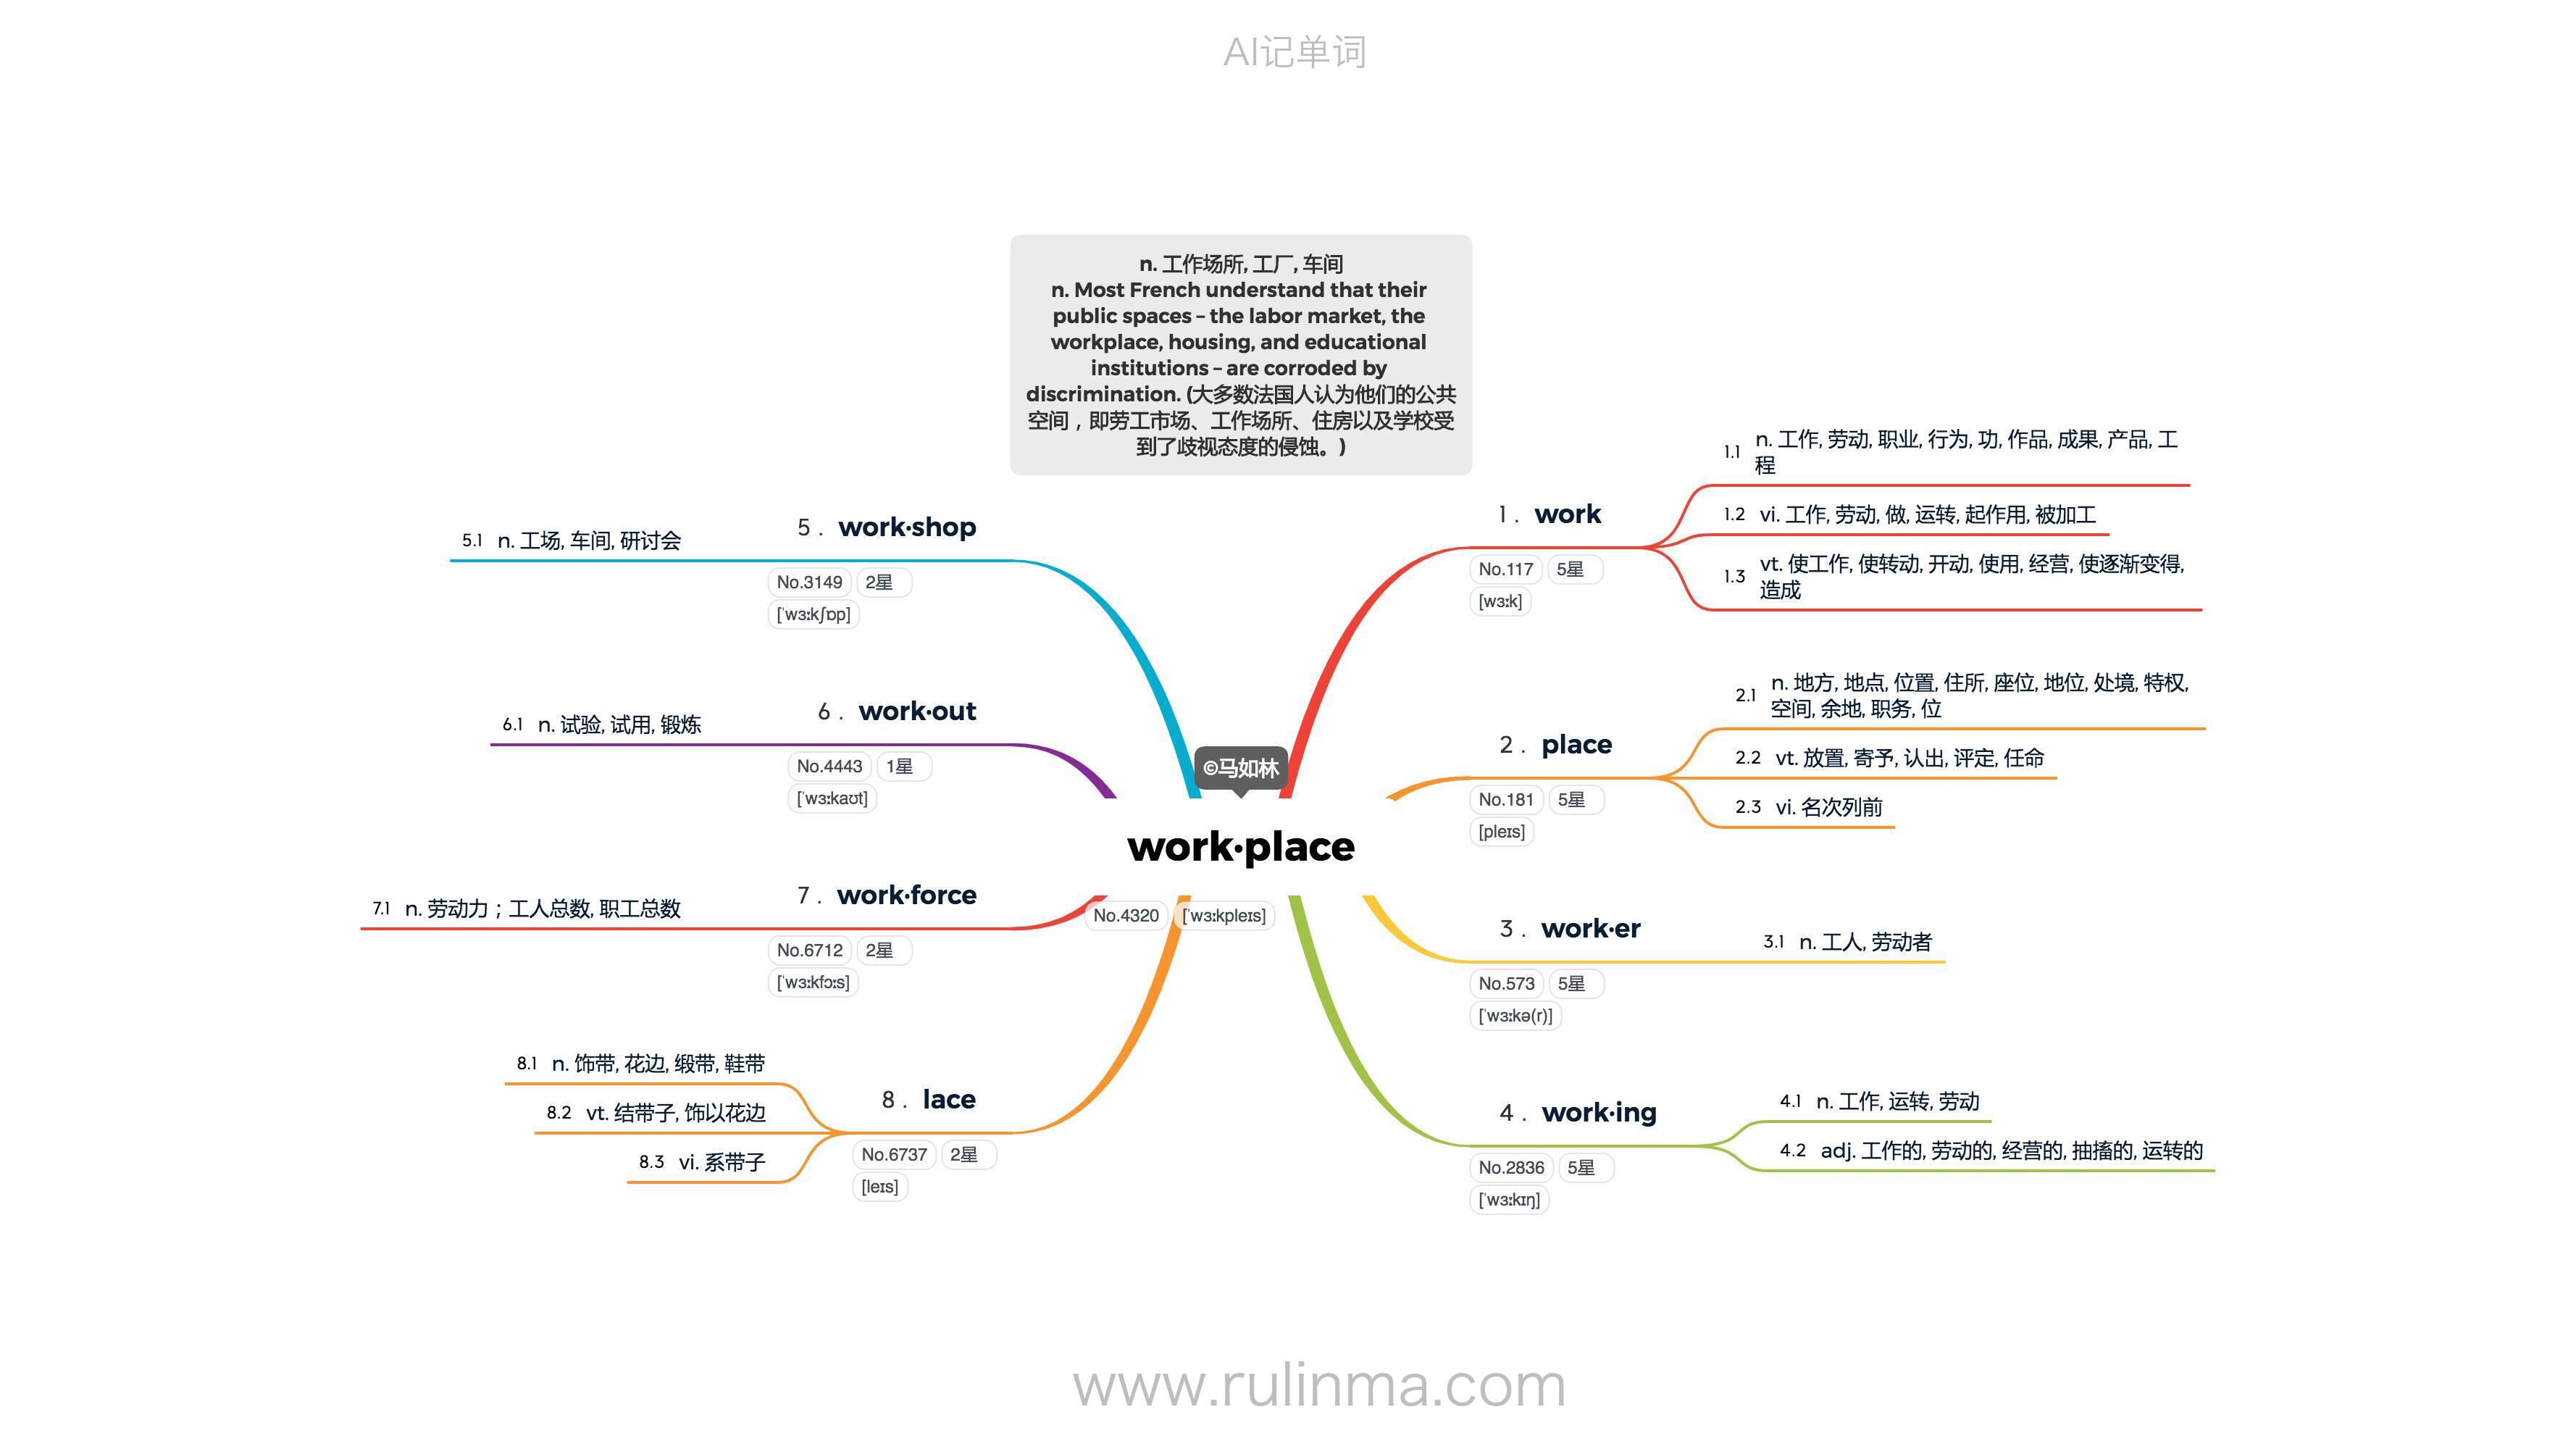 AI记单词
n. 工作场所, 工厂, 车间
n. Most French understand that their
public spaces – the labor market, the
workplace, housing, and educational
institutions – are corroded by
discrimination. (大多数法国人认为他们的公共
空间，即劳工市场、工作场所、住房以及学校受
到了歧视态度的侵蚀。)
©马如林
work·place
No.4320 [ˈwɜːkpleɪs]
1. work
No.117 5星
[wɜːk]
1.1 n. 工作, 劳动, 职业, 行为, 功, 作品, 成果, 产品, 工
程
1.2 vi. 工作, 劳动, 做, 运转, 起作用, 被加工
1.3 vt. 使工作, 使转动, 开动, 使用, 经营, 使逐渐变得,
造成
2. place
No.181 5星
[pleɪs]
2.1 n. 地方, 地点, 位置, 住所, 座位, 地位, 处境, 特权,
空间, 余地, 职务, 位
2.2 vt. 放置, 寄予, 认出, 评定, 任命
2.3 vi. 名次列前
3. work·er
No.573 5星
[ˈwɜːkə(r)]
3.1 n. 工人, 劳动者
4. work·ing
No.2836 5星
[ˈwɜːkɪŋ]
4.1 n. 工作, 运转, 劳动
4.2 adj. 工作的, 劳动的, 经营的, 抽搐的, 运转的
5. work·shop
No.3149 2星
[ˈwɜːkʃɒp]
5.1 n. 工场, 车间, 研讨会
6. work·out
No.4443 1星
[ˈwɜːkaʊt]
6.1 n. 试验, 试用, 锻炼
7. work·force
No.6712 2星
[ˈwɜːkfɔːs]
7.1 n. 劳动力；工人总数, 职工总数
8. lace
No.6737 2星
[leɪs]
8.1 n. 饰带, 花边, 缎带, 鞋带
8.2 vt. 结带子, 饰以花边
8.3 vi. 系带子
www.rulinma.com